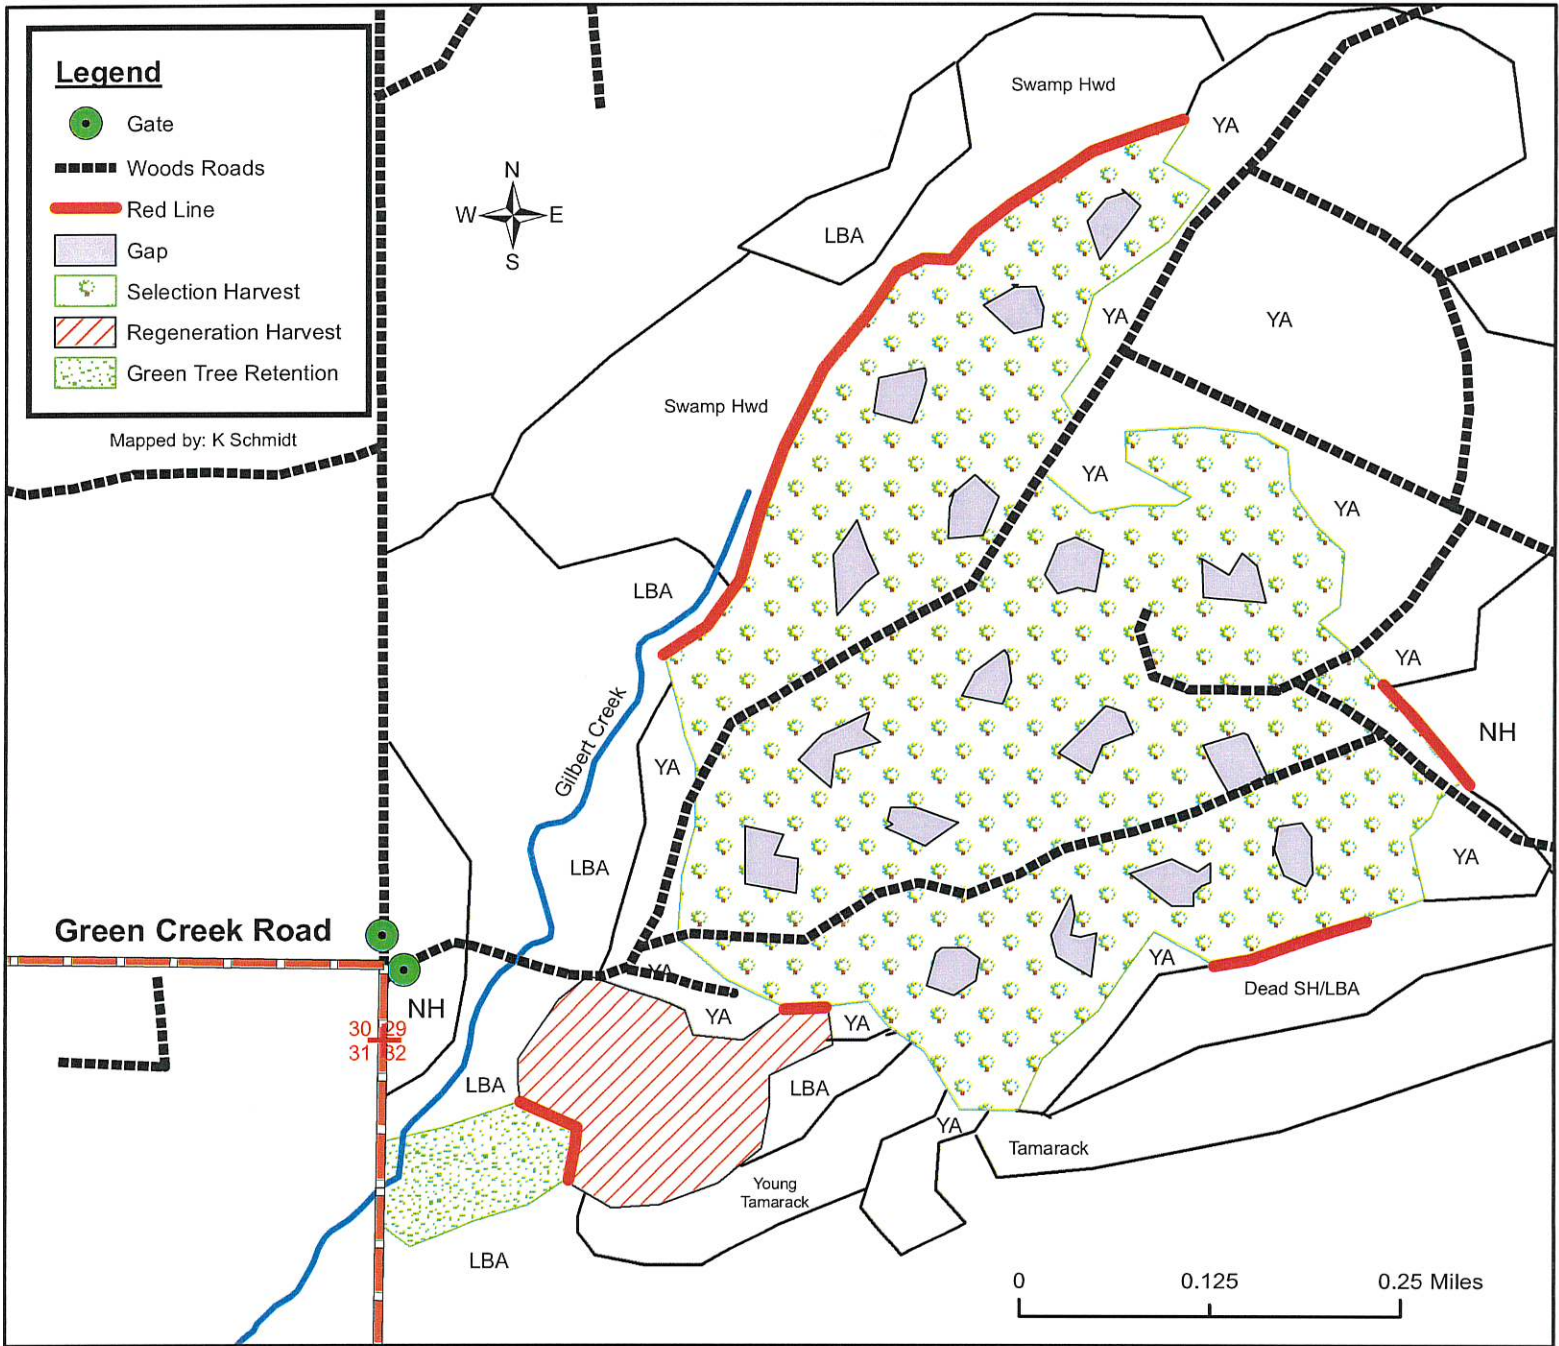 Legend
Gate
Woods Roads
Red Line
Gap
Selection Harvest
Regeneration Harvest
Green Tree Retention
Mapped by: K Schmidt
N
W E
S
Swamp Hwd
YA
LBA
YA
YA
Swamp Hwd
YA
YA
LBA
YA
Gilbert Creek
NH
YA
LBA
YA
Green Creek Road
YA
YA
Dead SH/LBA
NH
YA
YA
30 29
31 32
LBA
LBA
YA
Tamarack
Young
Tamarack
LBA
0 0.125 0.25 Miles